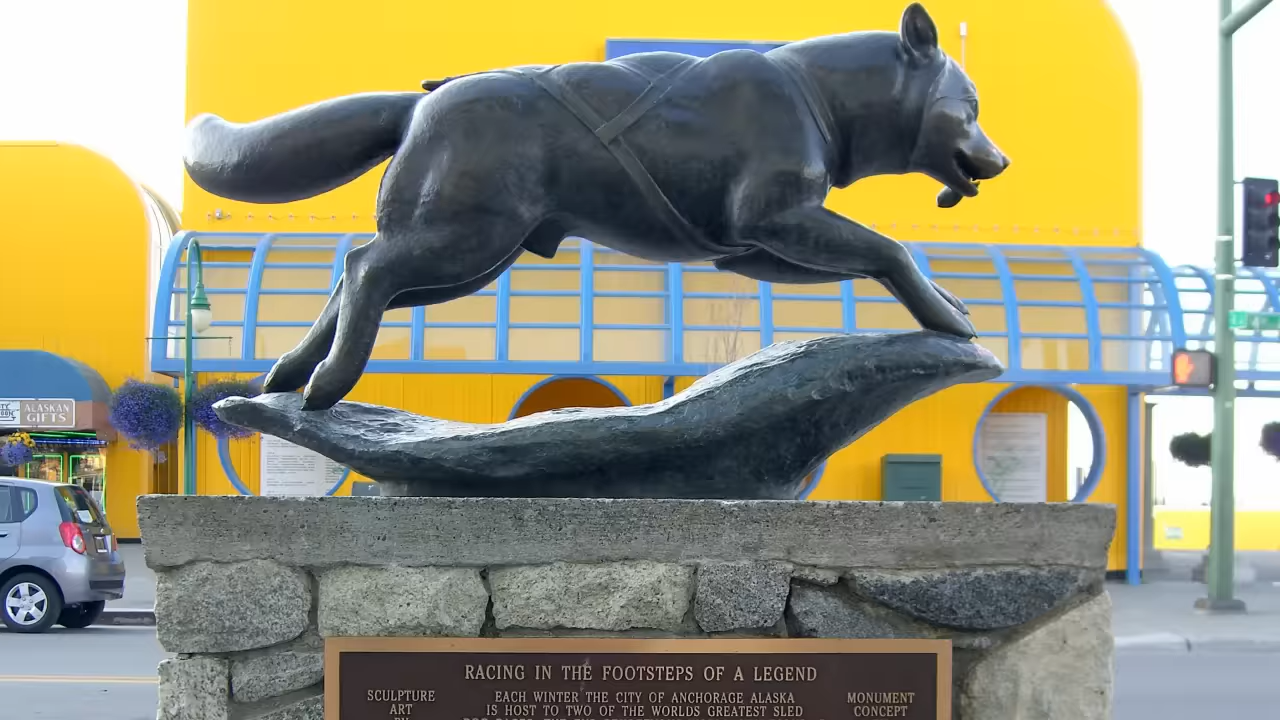 ALASKAN
GIFTS
RACING IN THE FOOTSTEPS OF A LEGEND
SCULPTURE
ART
EACH WINTER THE CITY OF ANCHORAGE ALASKA
IS HOST TO TWO OF THE WORLDS GREATEST SLED
MONUMENT
CONCEPT